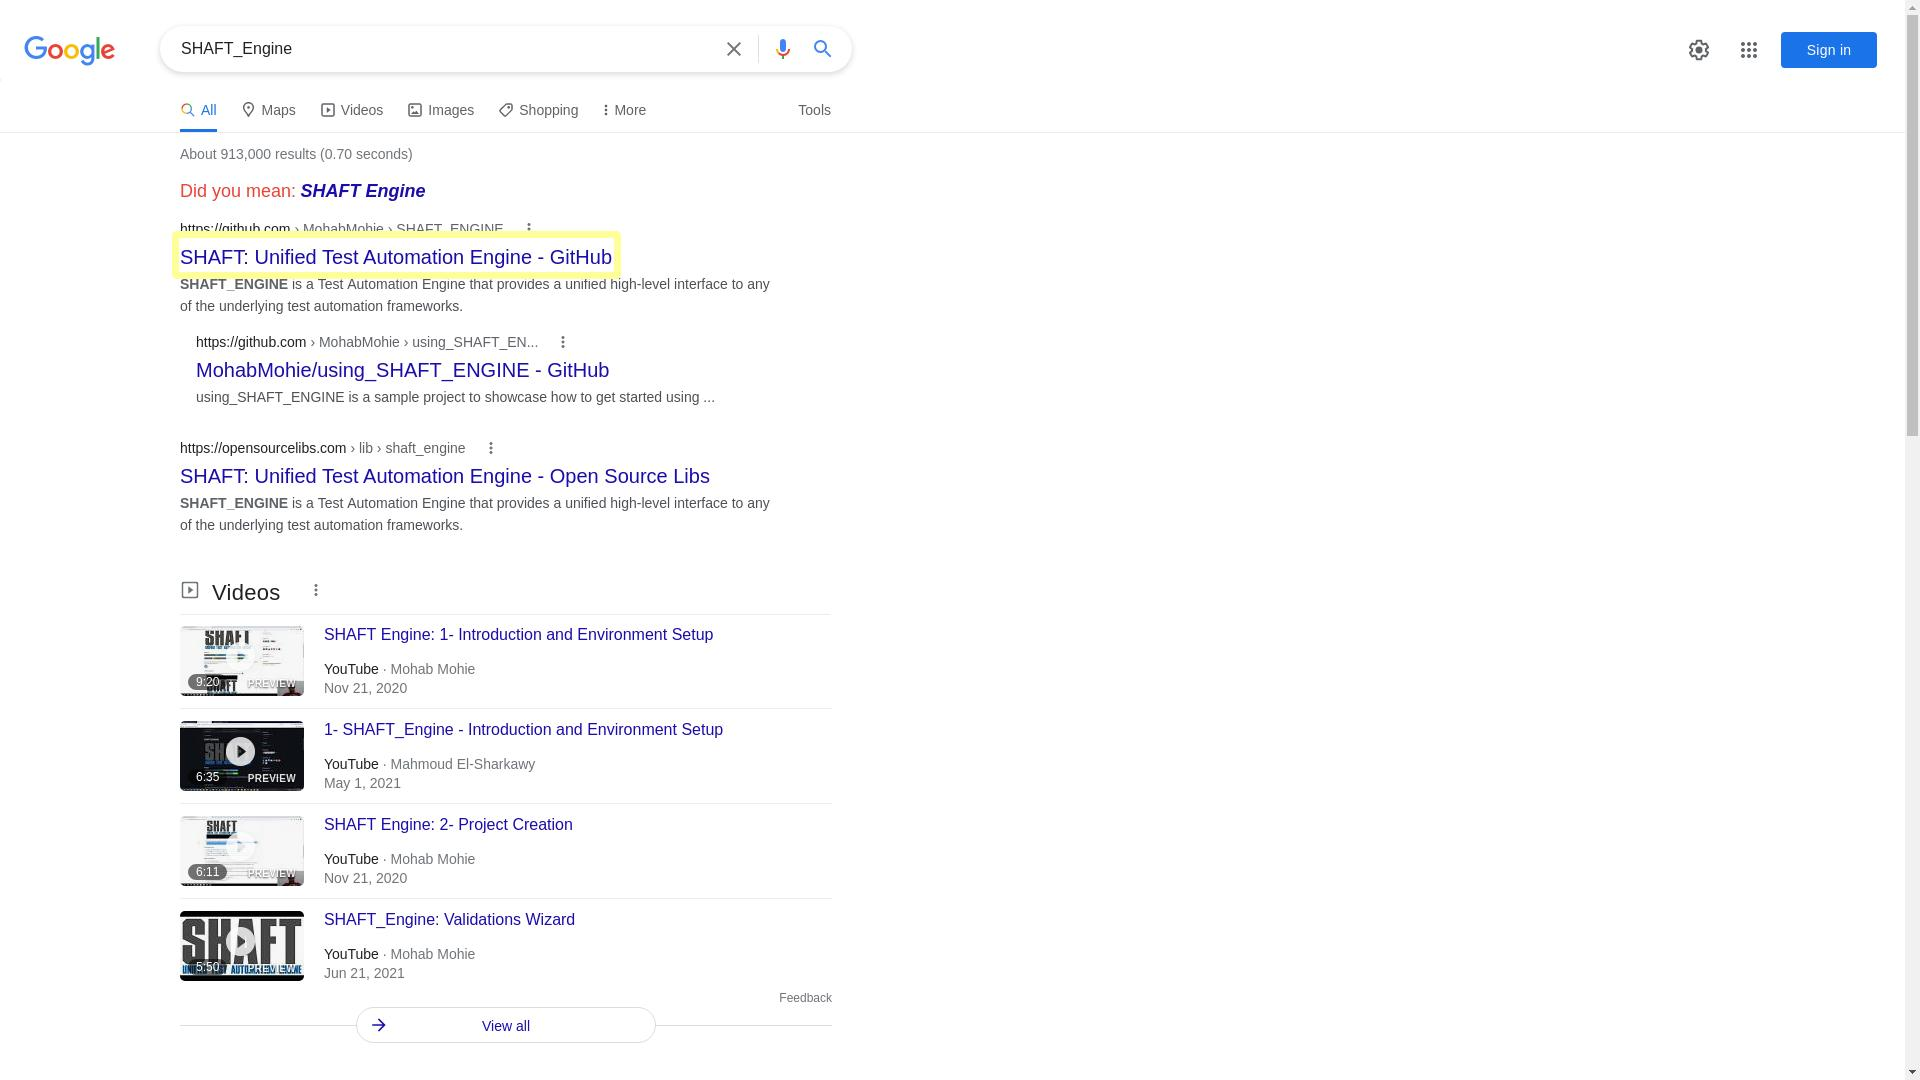 Google
SHAFT_Engine
Sign in
All
Maps
Videos
Images
Shopping
More
Tools
About 913,000 results (0.70 seconds)
Did you mean: SHAFT Engine
https://github.com › MohabMohie › SHAFT_ENGINE
SHAFT: Unified Test Automation Engine - GitHub
SHAFT_ENGINE is a Test Automation Engine that provides a unified high-level interface to any
of the underlying test automation frameworks.
https://github.com › MohabMohie › using_SHAFT_EN...
MohabMohie/using_SHAFT_ENGINE - GitHub
using_SHAFT_ENGINE is a sample project to showcase how to get started using ...
https://opensourcelibs.com › lib › shaft_engine
SHAFT: Unified Test Automation Engine - Open Source Libs
SHAFT_ENGINE is a Test Automation Engine that provides a unified high-level interface to any
of the underlying test automation frameworks.
Videos
SHAFT
9:20
PREVIEW
SHAFT Engine: 1- Introduction and Environment Setup
YouTube · Mohab Mohie
Nov 21, 2020
6:35
PREVIEW
1- SHAFT_Engine - Introduction and Environment Setup
YouTube · Mahmoud El-Sharkawy
May 1, 2021
SHAFT
6:11
PREVIEW
SHAFT Engine: 2- Project Creation
YouTube · Mohab Mohie
Nov 21, 2020
SHAFT
5:50
PREVIEW
SHAFT_Engine: Validations Wizard
YouTube · Mohab Mohie
Jun 21, 2021
Feedback
View all